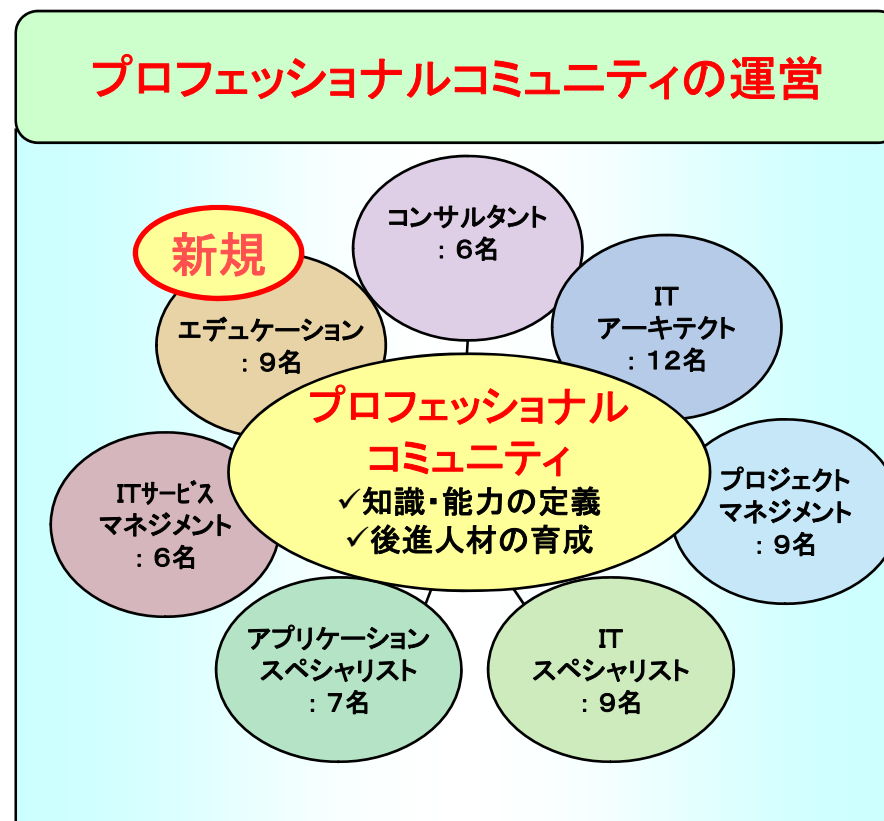 プロフェッショナルコミュニティの運営
コンサルタント
：６名
新規
エデュケーション
：９名
IT
アーキテクト
：１２名
プロフェッショナル
コミュニティ
✓知識・能力の定義
✓後進人材の育成
ITｻｰﾋﾞｽ
マネジメント
：６名
プロジェクト
マネジメント
：９名
アプリケーション
スペシャリスト
：７名
IT
スペシャリスト
：９名